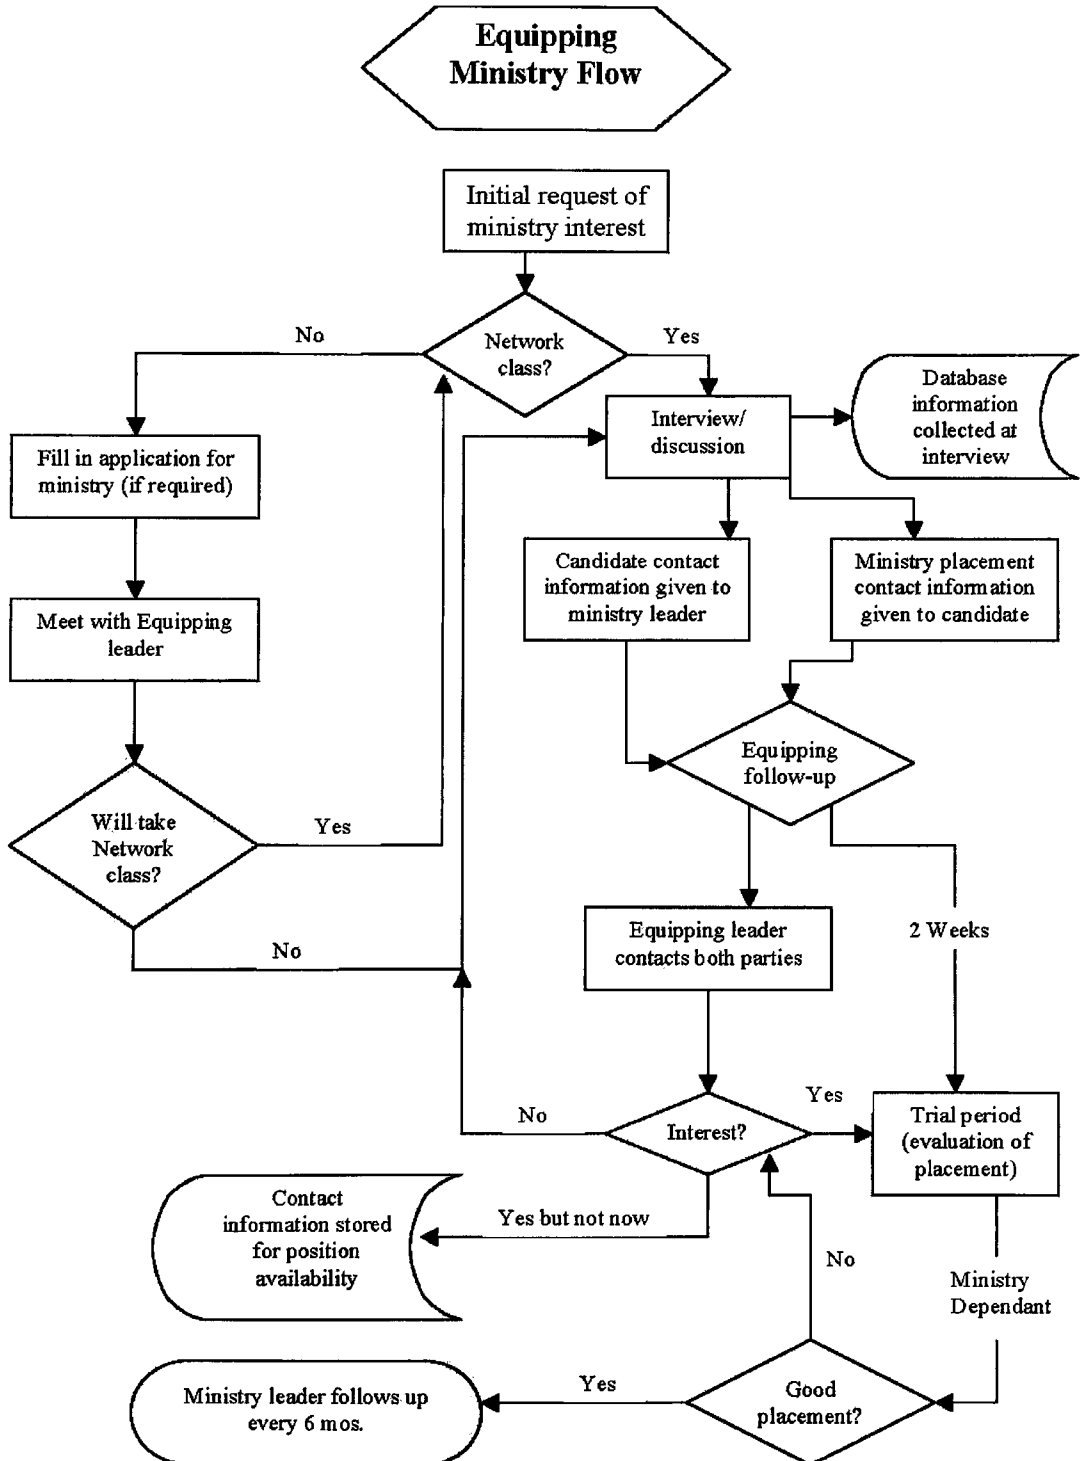 Equipping
Ministry Flow
Initial request of
ministry interest
Network
class?
No
Yes
Interview/
discussion
Database
information
collected at
interview
Fill in application for
ministry (if required)
Candidate contact
information given to
ministry leader
Ministry placement
contact information
given to candidate
Meet with Equipping
leader
Equipping
follow-up
Will take
Network
class?
Yes
No
Equipping leader
contacts both parties
2 Weeks
Interest?
No
Yes
Trial period
(evaluation of
placement)
Contact
information stored
for position
availability
Yes but not now
No
Ministry
Dependant
Ministry leader follows up
every 6 mos.
Yes
Good
placement?